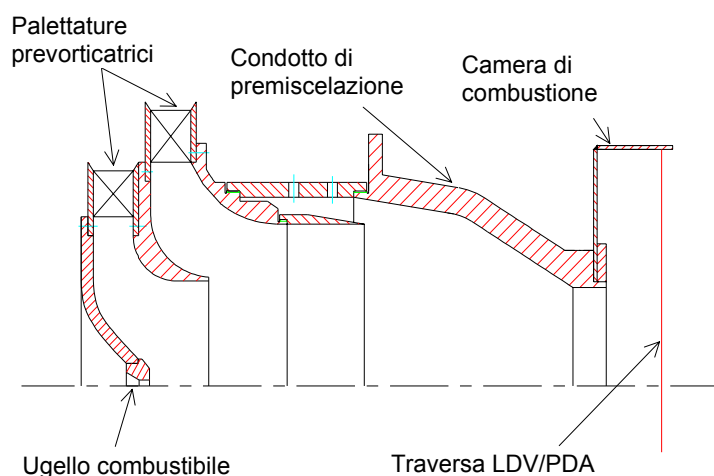 Palettature
prevorticatrici
Condotto di
premiscelazione
Camera di
combustione
Ugello combustibile
Traversa LDV/PDA